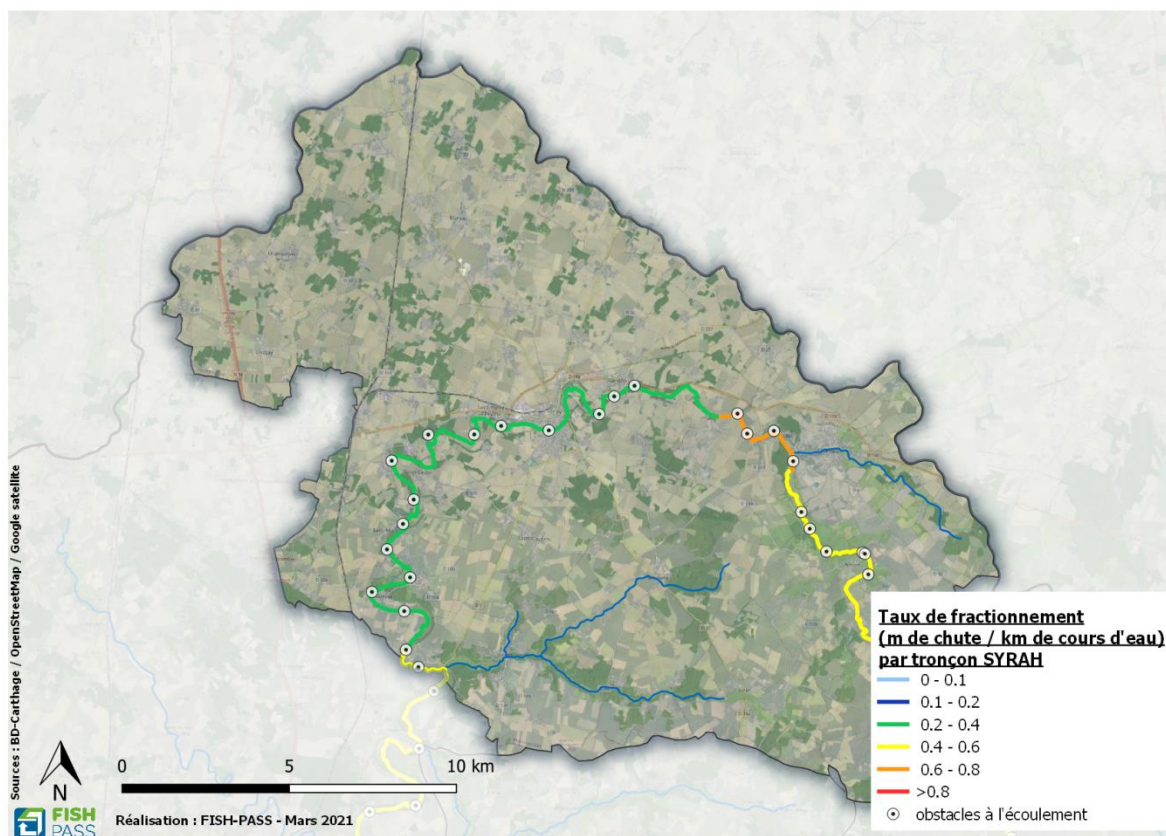 Sources : BD-Carthage / OpenStreetMap / Google satellite
N
0 5 10 km
FISH
PASS
Réalisation : FISH-PASS - Mars 2021
Taux de fractionnement
(m de chute / km de cours d'eau)
par tronçon SYRAH
0 - 0.1
0.1 - 0.2
0.2 - 0.4
0.4 - 0.6
0.6 - 0.8
>0.8
obstacles à l'écoulement